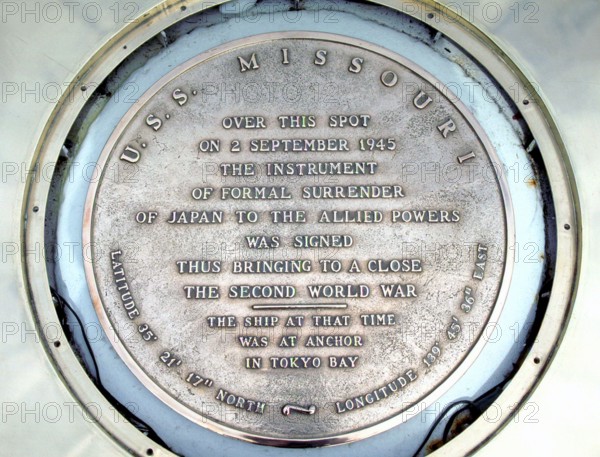 U.S.S. MISSOURI
OVER THIS SPOT
ON 2 SEPTEMBER 1945
THE INSTRUMENT
OF FORMAL SURRENDER
OF JAPAN TO THE ALLIED POWERS
WAS SIGNED
THUS BRINGING TO A CLOSE
THE SECOND WORLD WAR
THE SHIP AT THAT TIME
WAS AT ANCHOR
IN TOKYO BAY
LATITUDE 35° 21' 17" NORTH
LONGITUDE 139° 45' 36" EAST